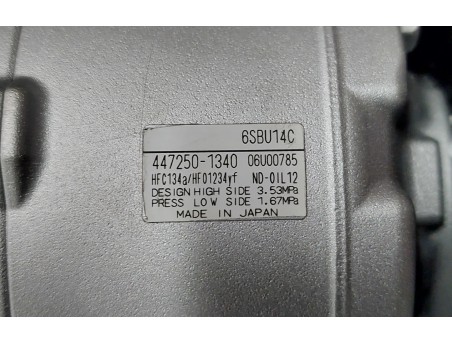 6SBU14C
447250-1340 06U00785
HFC134a/HFO1234yf ND-OIL12
DESIGN HIGH SIDE 3.53MPa
PRESS LOW SIDE 1.67MPa
MADE IN JAPAN